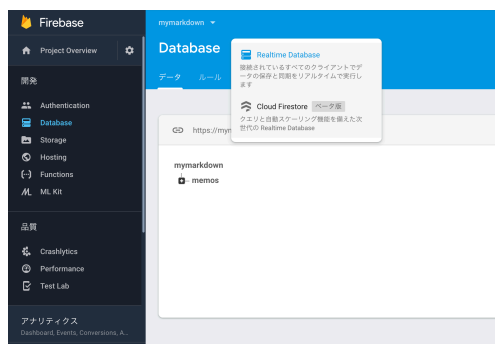 Firebase
Project Overview
開発
Authentication
Database
Storage
Hosting
Functions
ML Kit
品質
Crashlytics
Performance
Test Lab
アナリティクス
Dashboard, Events, Conversions, A...
mymarkdown
Database
データ
ルール
Realtime Database
接続されているすべてのクライアントでデ
ータの保存と同期をリアルタイムで実行し
ます
Cloud Firestore ベータ版
クエリと自動スケーリング機能を備えた次
世代の Realtime Database
https://myn
mymarkdown
memos